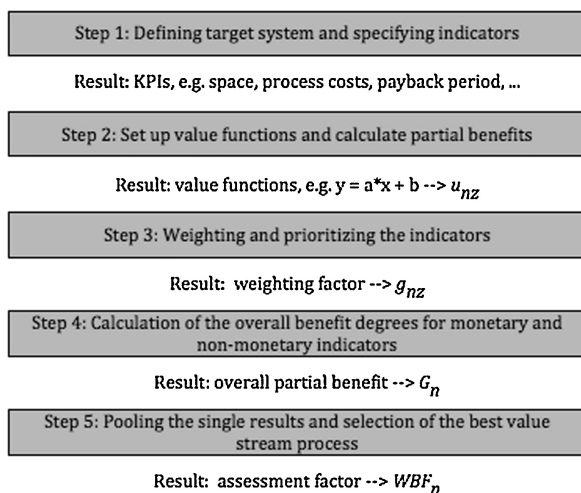 Step 1: Defining target system and specifying indicators
Result: KPIs, e.g. space, process costs, payback period, ...
Step 2: Set up value functions and calculate partial benefits
Result: value functions, e.g. y = a*x + b --> u_nz
Step 3: Weighting and prioritizing the indicators
Result: weighting factor --> g_nz
Step 4: Calculation of the overall benefit degrees for monetary and
non-monetary indicators
Result: overall partial benefit --> G_n
Step 5: Pooling the single results and selection of the best value
stream process
Result: assessment factor --> WBF_n